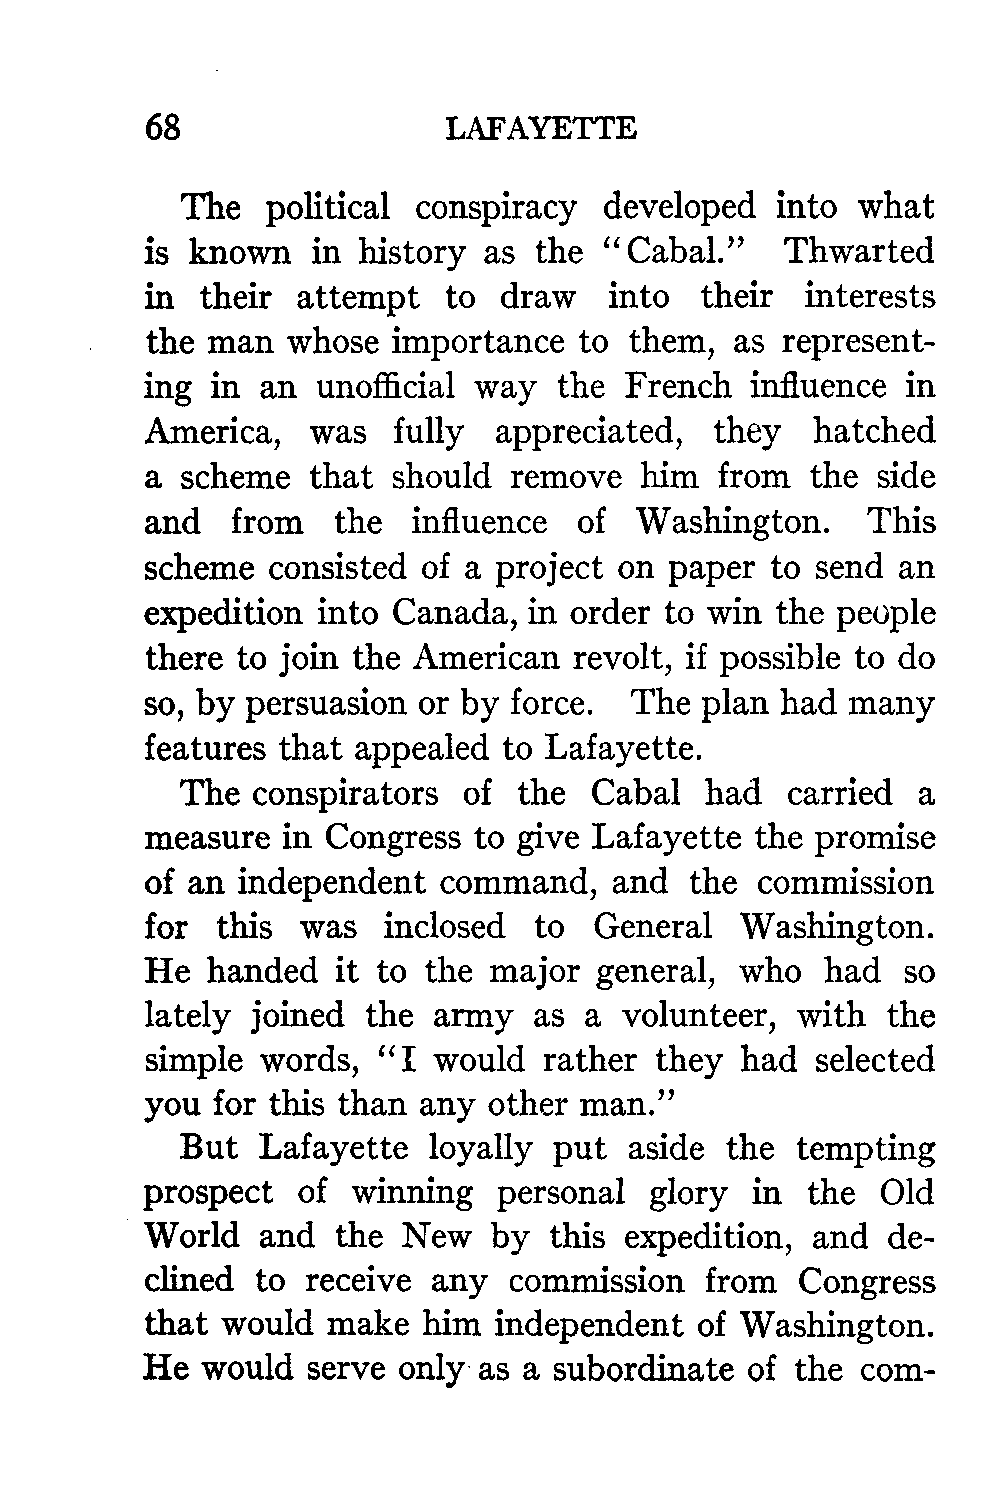 68 LAFAYETTE
The political conspiracy developed into what
is known in history as the "Cabal." Thwarted
in their attempt to draw into their interests
the man whose importance to them, as represent-
ing in an unofficial way the French influence in
America, was fully appreciated, they hatched
a scheme that should remove him from the side
and from the influence of Washington. This
scheme consisted of a project on paper to send an
expedition into Canada, in order to win the people
there to join the American revolt, if possible to do
so, by persuasion or by force. The plan had many
features that appealed to Lafayette.
The conspirators of the Cabal had carried a
measure in Congress to give Lafayette the promise
of an independent command, and the commission
for this was inclosed to General Washington.
He handed it to the major general, who had so
lately joined the army as a volunteer, with the
simple words, "I would rather they had selected
you for this than any other man."
But Lafayette loyally put aside the tempting
prospect of winning personal glory in the Old
World and the New by this expedition, and de-
clined to receive any commission from Congress
that would make him independent of Washington.
He would serve only as a subordinate of the com-